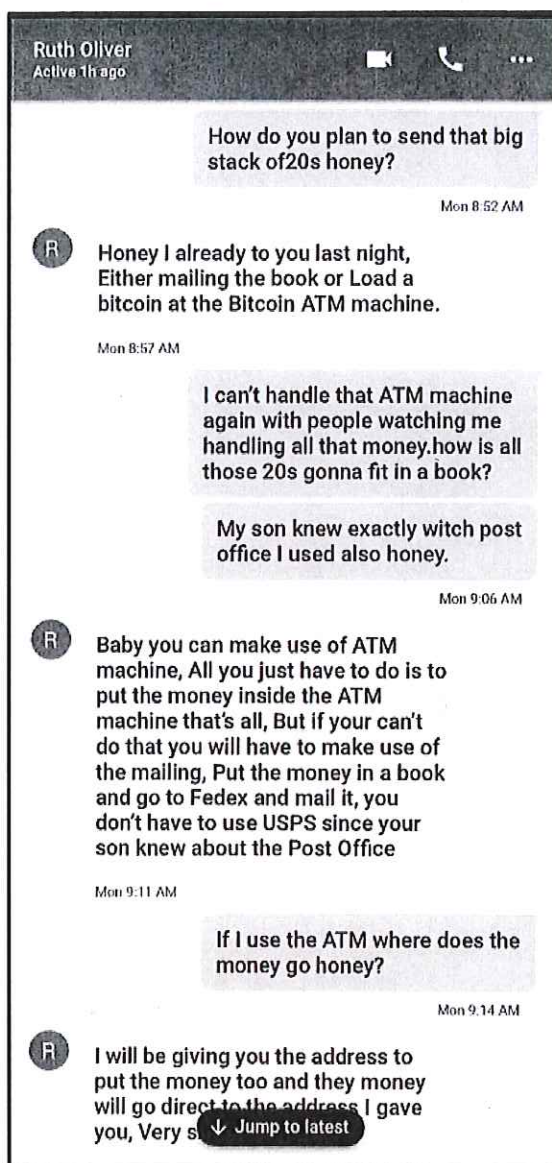 Ruth Oliver
Active 1h ago
How do you plan to send that big
stack of20s honey?
Mon 8:52 AM
R
Honey I already to you last night,
Either mailing the book or Load a
bitcoin at the Bitcoin ATM machine.
Mon 8:57 AM
I can't handle that ATM machine
again with people watching me
handling all that money.how is all
those 20s gonna fit in a book?
My son knew exactly witch post
office I used also honey.
Mon 9:06 AM
R
Baby you can make use of ATM
machine, All you just have to do is to
put the money inside the ATM
machine that's all, But if your can't
do that you will have to make use of
the mailing, Put the money in a book
and go to Fedex and mail it, you
don't have to use USPS since your
son knew about the Post Office
Mon 9:11 AM
If I use the ATM where does the
money go honey?
Mon 9:14 AM
R
I will be giving you the address to
put the money too and they money
will go direct to the address I gave
you, Very
↓ Jump to latest